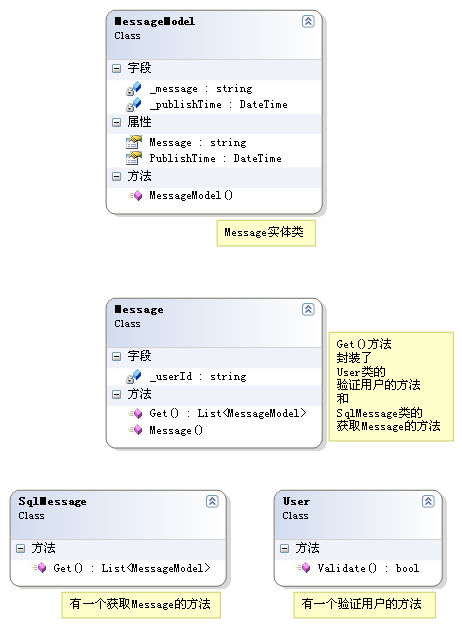 MessageModel
Class
字段
_message : string
_publishTime : DateTime
属性
Message : string
PublishTime : DateTime
方法
MessageModel()
Message实体类
Message
Class
字段
_userId : string
方法
Get() : List<MessageModel>
Message()
Get()方法
封装了
User类的
验证用户的方法
和
SqlMessage类的
获取Message的方法
SqlMessage
Class
方法
Get() : List<MessageModel>
有一个获取Message的方法
User
Class
方法
Validate() : bool
有一个验证用户的方法